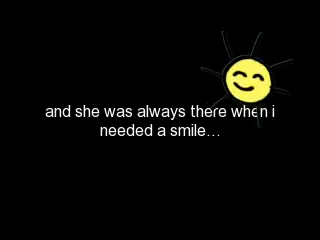 and she was always there when i
needed a smile…